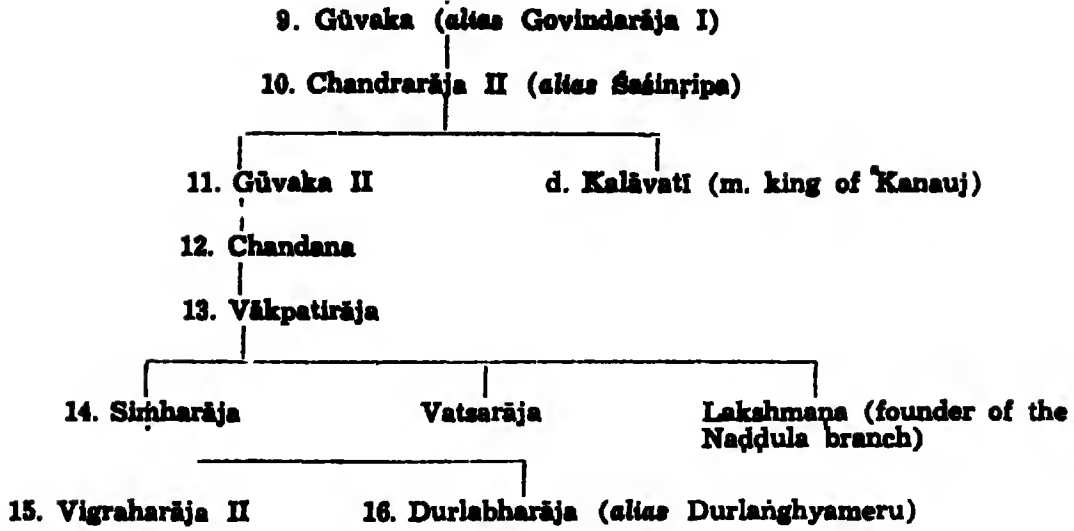 9. Gūvaka (alias Govindarāja I)
10. Chandrarāja II (alias Śaśinṛipa)
11. Gūvaka II d. Kalāvatī (m. king of Kanauj)
12. Chandana
13. Vākpatirāja
14. Siṁharāja Vatsarāja Lakshmaṇa (founder of the
Naḍḍula branch)
15. Vigraharāja II 16. Durlabharāja (alias Durlaṅghyameru)